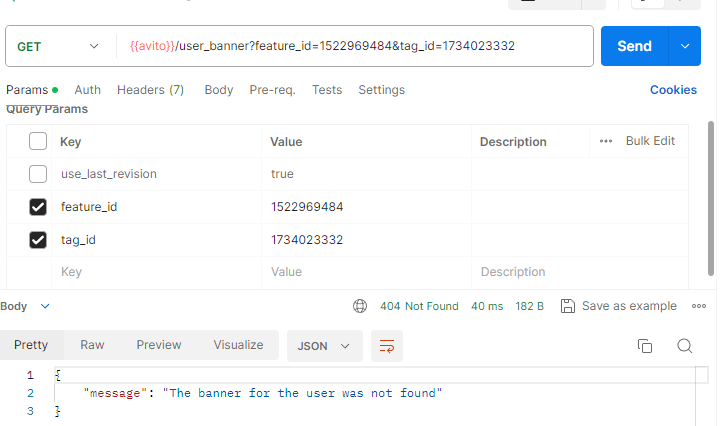 GET {{avito}}/user_banner?feature_id=1522969484&tag_id=1734023332 Send
Params Auth Headers (7) Body Pre-req. Tests Settings Cookies
Query Params
Key Value Description ••• Bulk Edit
use_last_revision true
feature_id 1522969484
tag_id 1734023332
Key Value Description
Body 404 Not Found 40 ms 182 B Save as example •••
Pretty Raw Preview Visualize JSON
1 {
2 "message": "The banner for the user was not found"
3 }